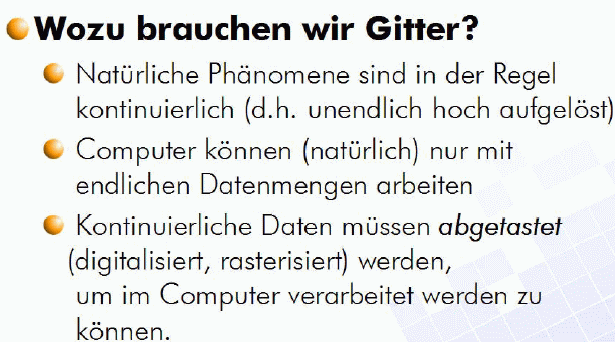 Wozu brauchen wir Gitter?
Natürliche Phänomene sind in der Regel
kontinuierlich (d.h. unendlich hoch aufgelöst)
Computer können (natürlich) nur mit
endlichen Datenmengen arbeiten
Kontinuierliche Daten müssen abgetastet
(digitalisiert, rasterisiert) werden,
um im Computer verarbeitet werden zu
können.